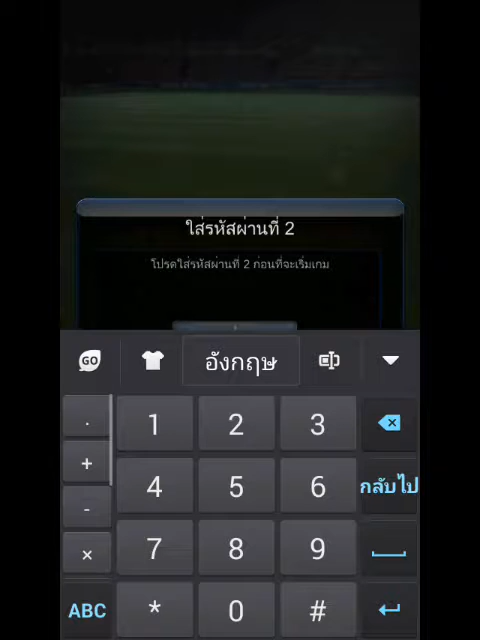 ใส่รหัสผ่านที่ 2
โปรดใส่รหัสผ่านที่ 2 ก่อนที่จะเริ่มเกม
GO อังกฤษ
. 1 2 3
+ 4 5 6 กลับไป
- 7 8 9
×
ABC * 0 #